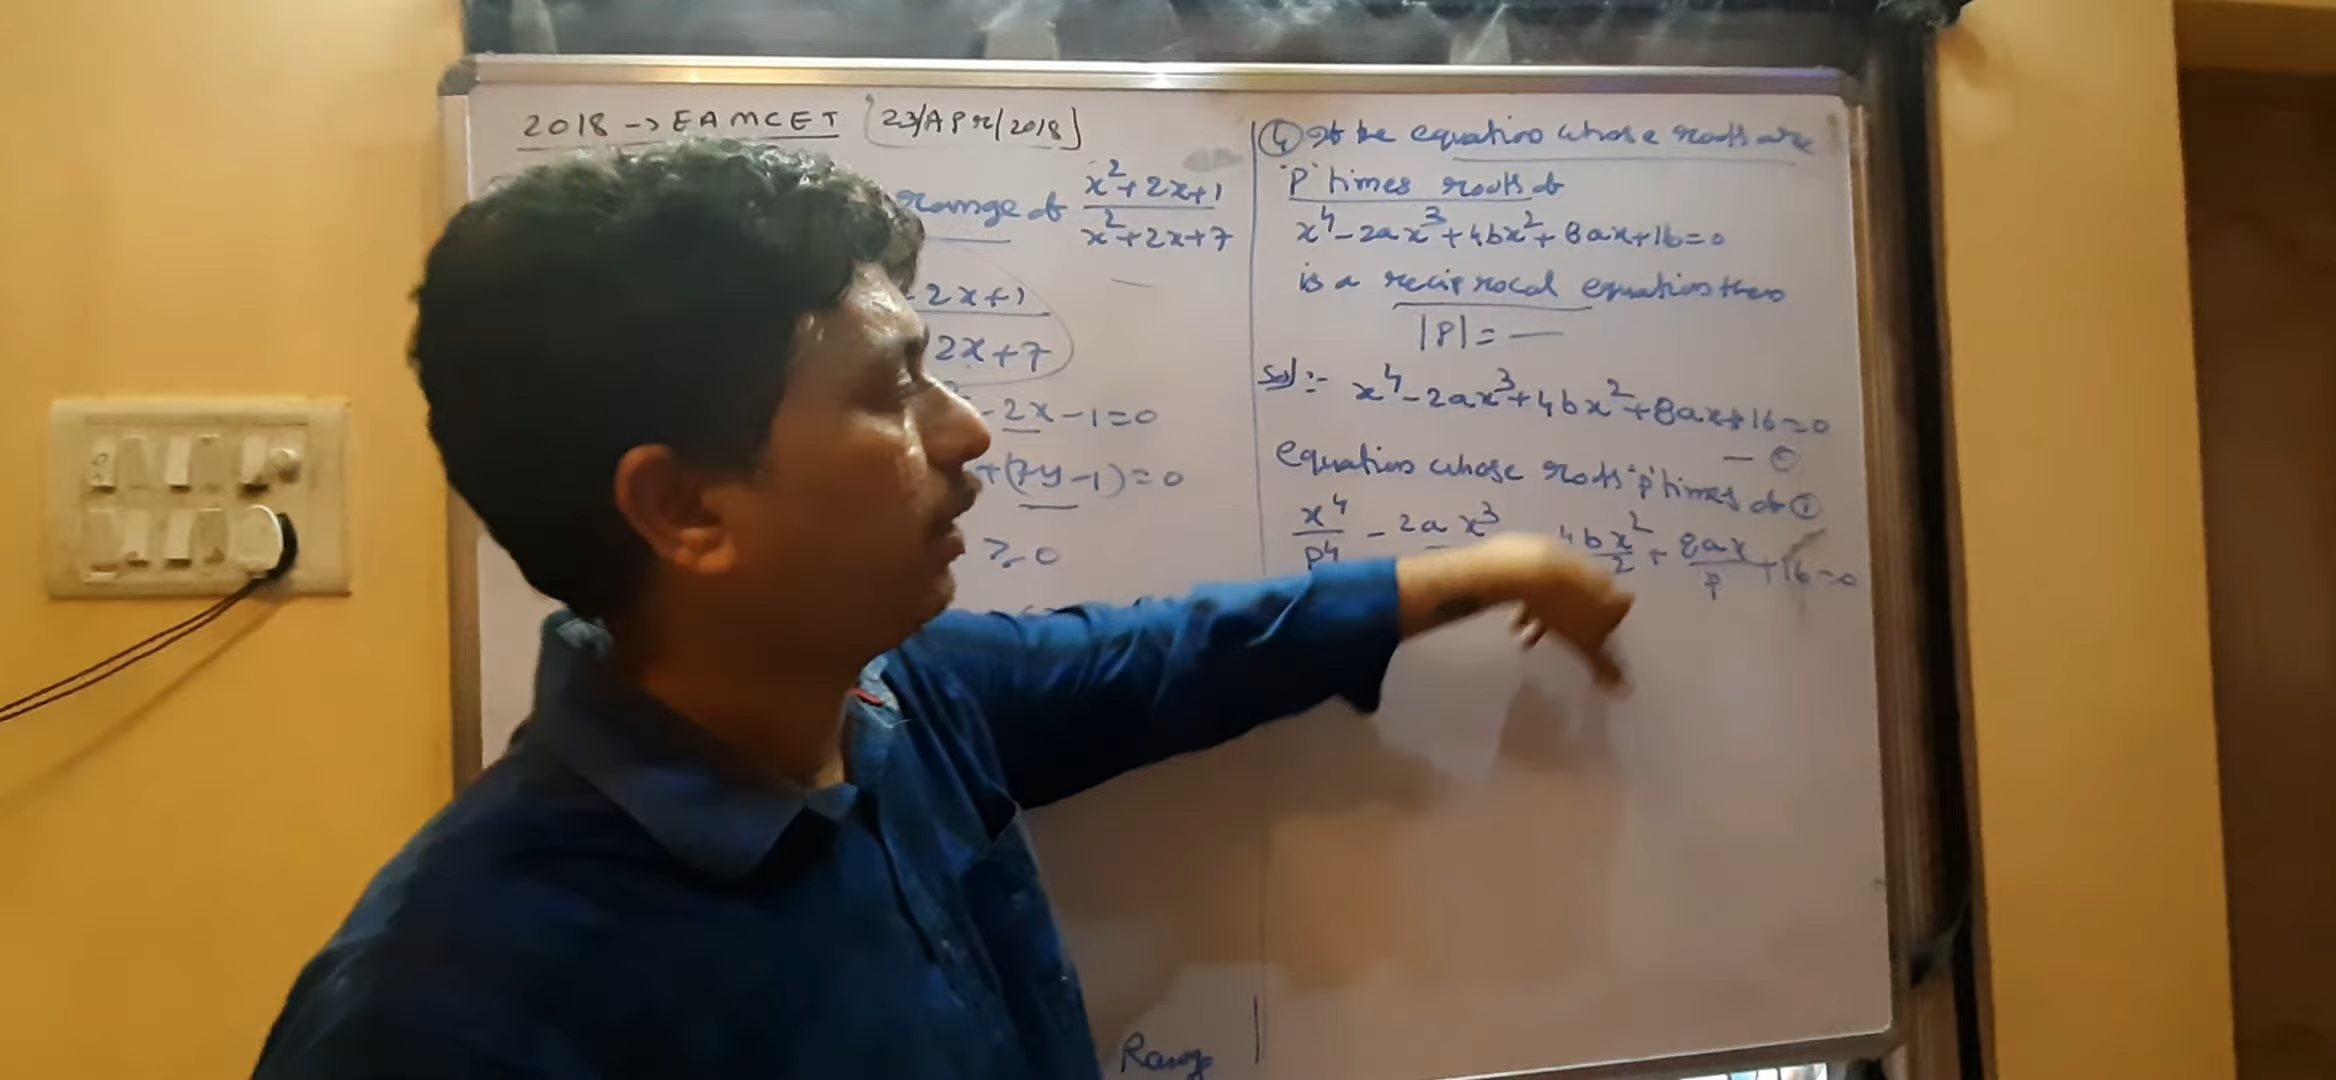 2018 -> EAMCET [23/APR/2018]
range of x²+2x+1 / x²+2x+7
2x+1
2x+7
-2x-1=0
+(7y-1)=0
≥0
Range
④ If the equation whose roots are
'P' times roots of
x⁴-2ax³+4bx²+8ax+16=0
is a reciprocal equation then
|P|= —
Sol:- x⁴-2ax³+4bx²+8ax+16=0
— ①
equation whose roots 'P' times of ①
x⁴/P⁴ - 2ax³ 4bx²/2 + 8ax/P +16=0